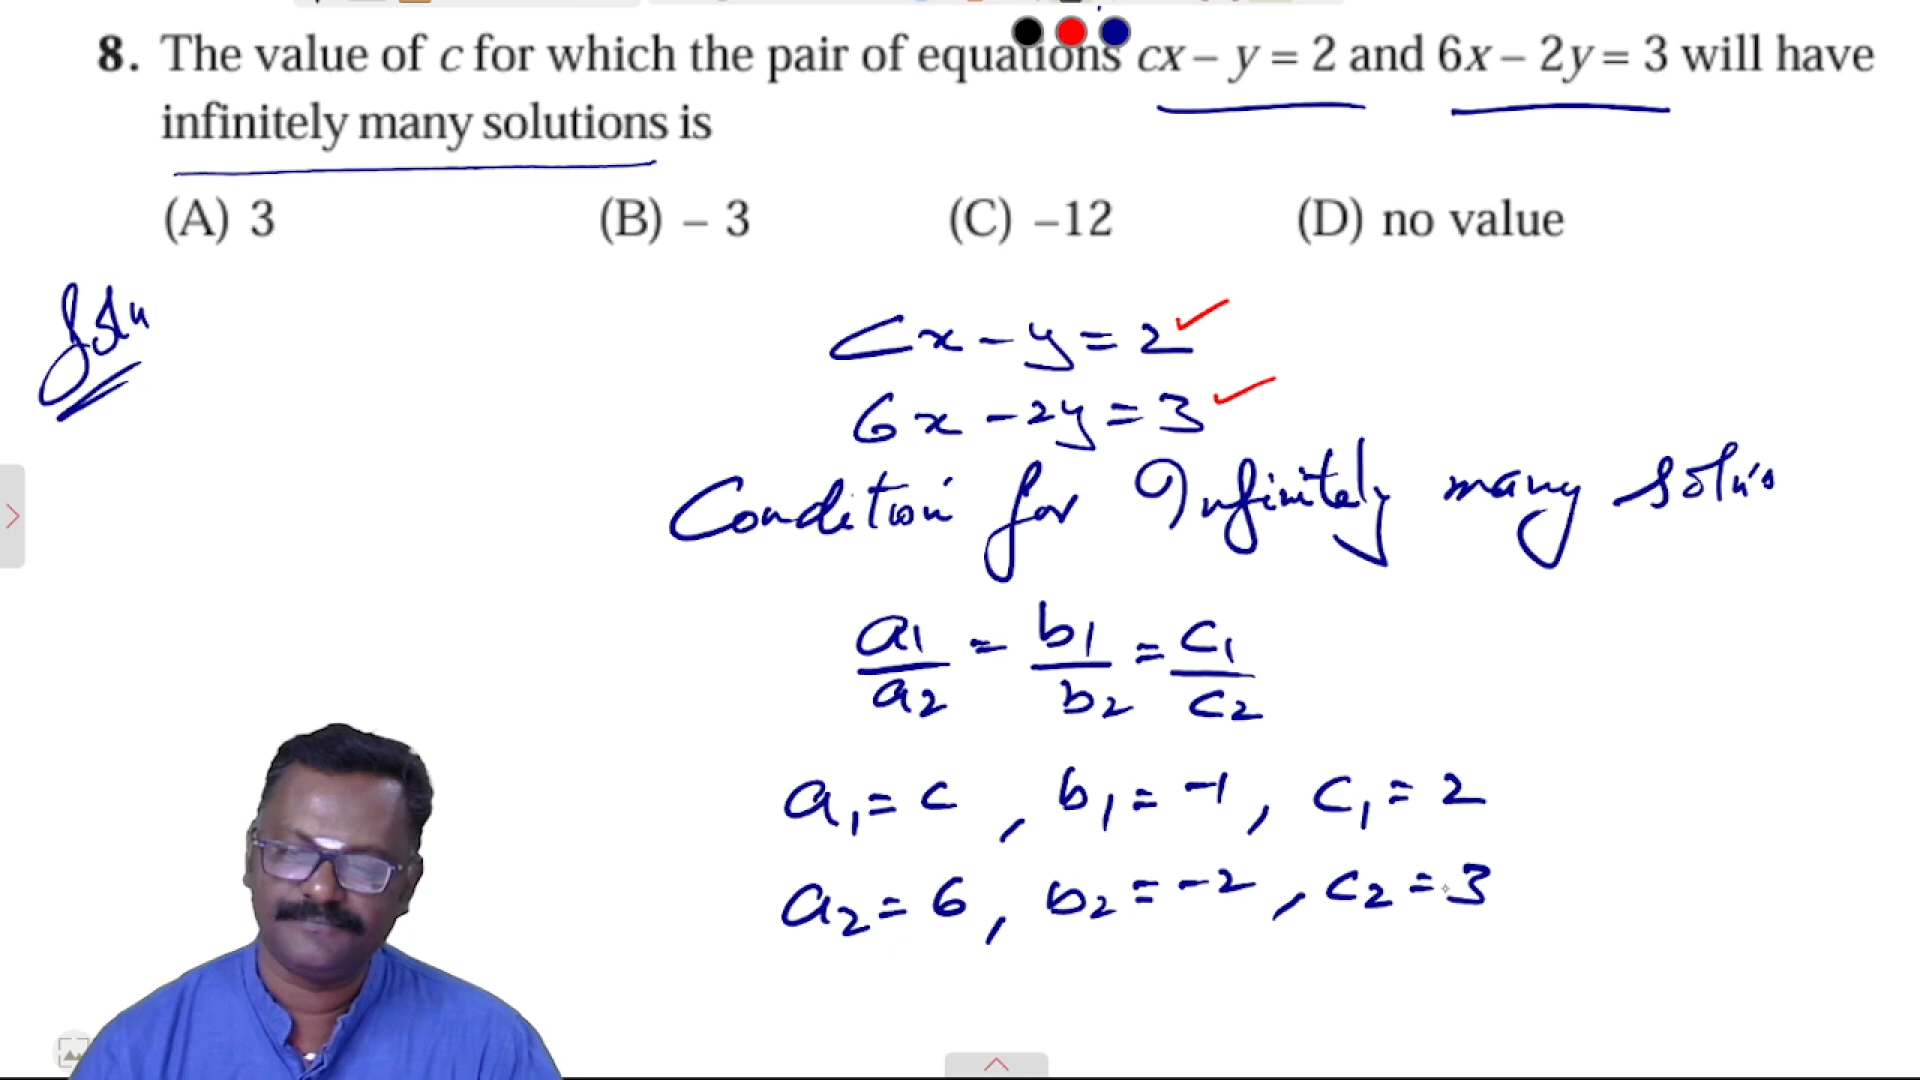 8. The value of c for which the pair of equations cx – y = 2 and 6x – 2y = 3 will have
infinitely many solutions is
(A) 3 (B) – 3 (C) –12 (D) no value
Soln
cx - y = 2
6x - 2y = 3
Condition for Infinitely many soln's
a1/a2 = b1/b2 = c1/c2
a1 = c , b1 = -1 , c1 = 2
a2 = 6 , b2 = -2 , c2 = 3